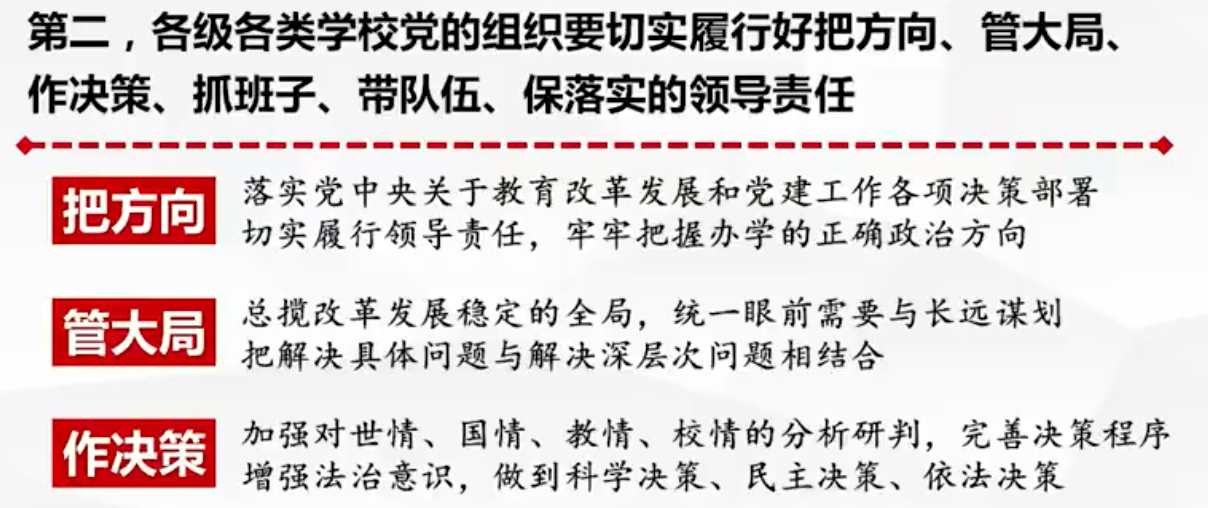 第二，各级各类学校党的组织要切实履行好把方向、管大局、
作决策、抓班子、带队伍、保落实的领导责任
把方向
落实党中央关于教育改革发展和党建工作各项决策部署
切实履行领导责任，牢牢把握办学的正确政治方向
管大局
总揽改革发展稳定的全局，统一眼前需要与长远谋划
把解决具体问题与解决深层次问题相结合
作决策
加强对世情、国情、教情、校情的分析研判，完善决策程序
增强法治意识，做到科学决策、民主决策、依法决策